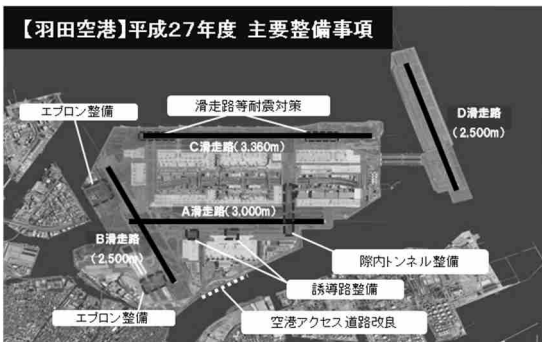 【羽田空港】平成27年度 主要整備事項
エプロン整備
滑走路等耐震対策
D滑走路
(2,500m)
C滑走路(3,360m)
A滑走路(3,000m)
B滑走路
(2,500m)
際内トンネル整備
誘導路整備
エプロン整備
空港アクセス道路改良